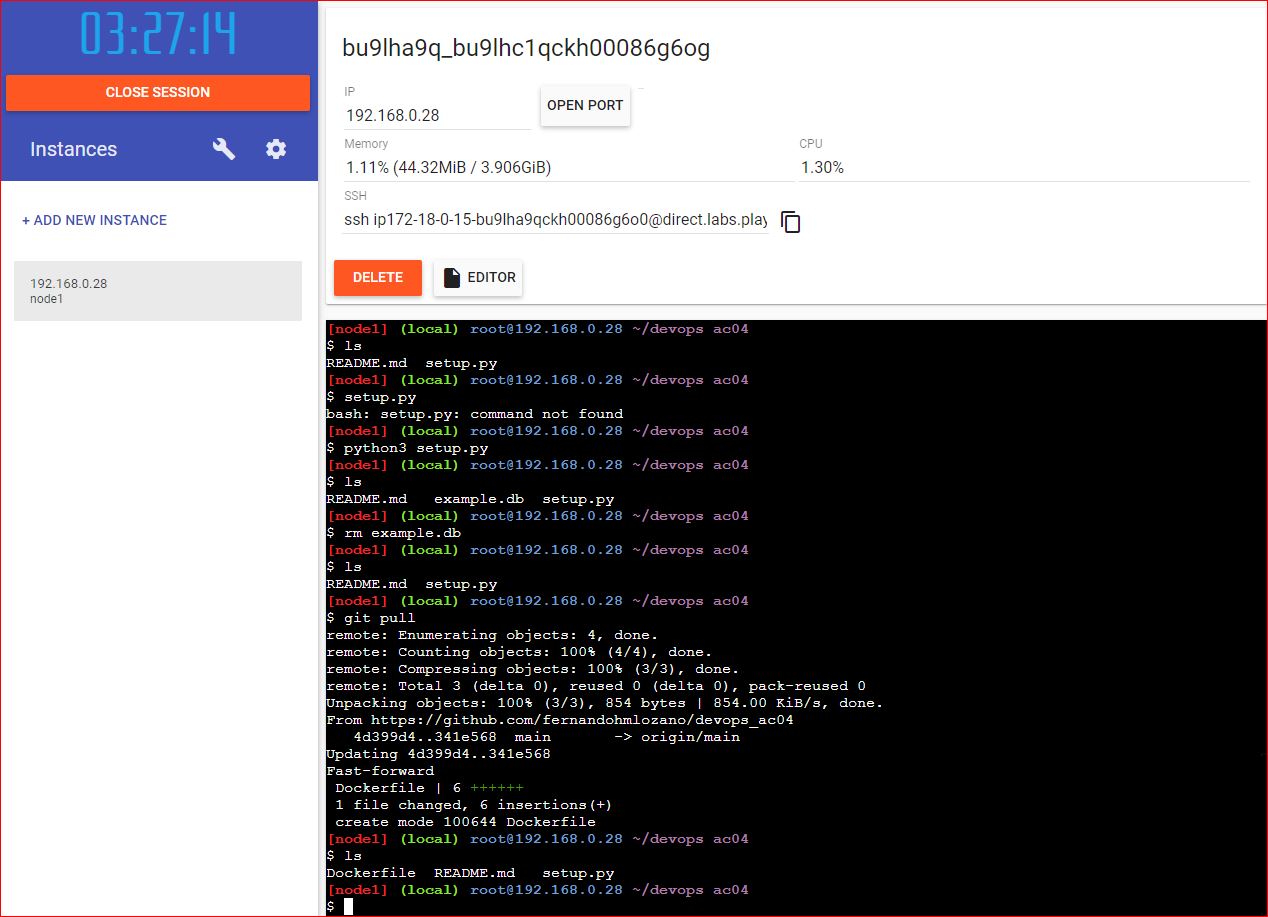 03:27:14
CLOSE SESSION
Instances
+ ADD NEW INSTANCE
192.168.0.28
node1
bu9lha9q_bu9lhc1qckh00086g6og
IP
192.168.0.28
OPEN PORT
Memory
1.11% (44.32MiB / 3.906GiB)
CPU
1.30%
SSH
ssh ip172-18-0-15-bu9lha9qckh00086g6o0@direct.labs.play
DELETE
EDITOR
[node1] (local) root@192.168.0.28 ~/devops ac04
$ ls
README.md  setup.py
[node1] (local) root@192.168.0.28 ~/devops ac04
$ setup.py
bash: setup.py: command not found
[node1] (local) root@192.168.0.28 ~/devops ac04
$ python3 setup.py
[node1] (local) root@192.168.0.28 ~/devops ac04
$ ls
README.md   example.db  setup.py
[node1] (local) root@192.168.0.28 ~/devops ac04
$ rm example.db
[node1] (local) root@192.168.0.28 ~/devops ac04
$ ls
README.md  setup.py
[node1] (local) root@192.168.0.28 ~/devops ac04
$ git pull
remote: Enumerating objects: 4, done.
remote: Counting objects: 100% (4/4), done.
remote: Compressing objects: 100% (3/3), done.
remote: Total 3 (delta 0), reused 0 (delta 0), pack-reused 0
Unpacking objects: 100% (3/3), 854 bytes | 854.00 KiB/s, done.
From https://github.com/fernandohmlozano/devops_ac04
   4d399d4..341e568  main       -> origin/main
Updating 4d399d4..341e568
Fast-forward
 Dockerfile | 6 ++++++
 1 file changed, 6 insertions(+)
 create mode 100644 Dockerfile
[node1] (local) root@192.168.0.28 ~/devops ac04
$ ls
Dockerfile  README.md   setup.py
[node1] (local) root@192.168.0.28 ~/devops ac04
$